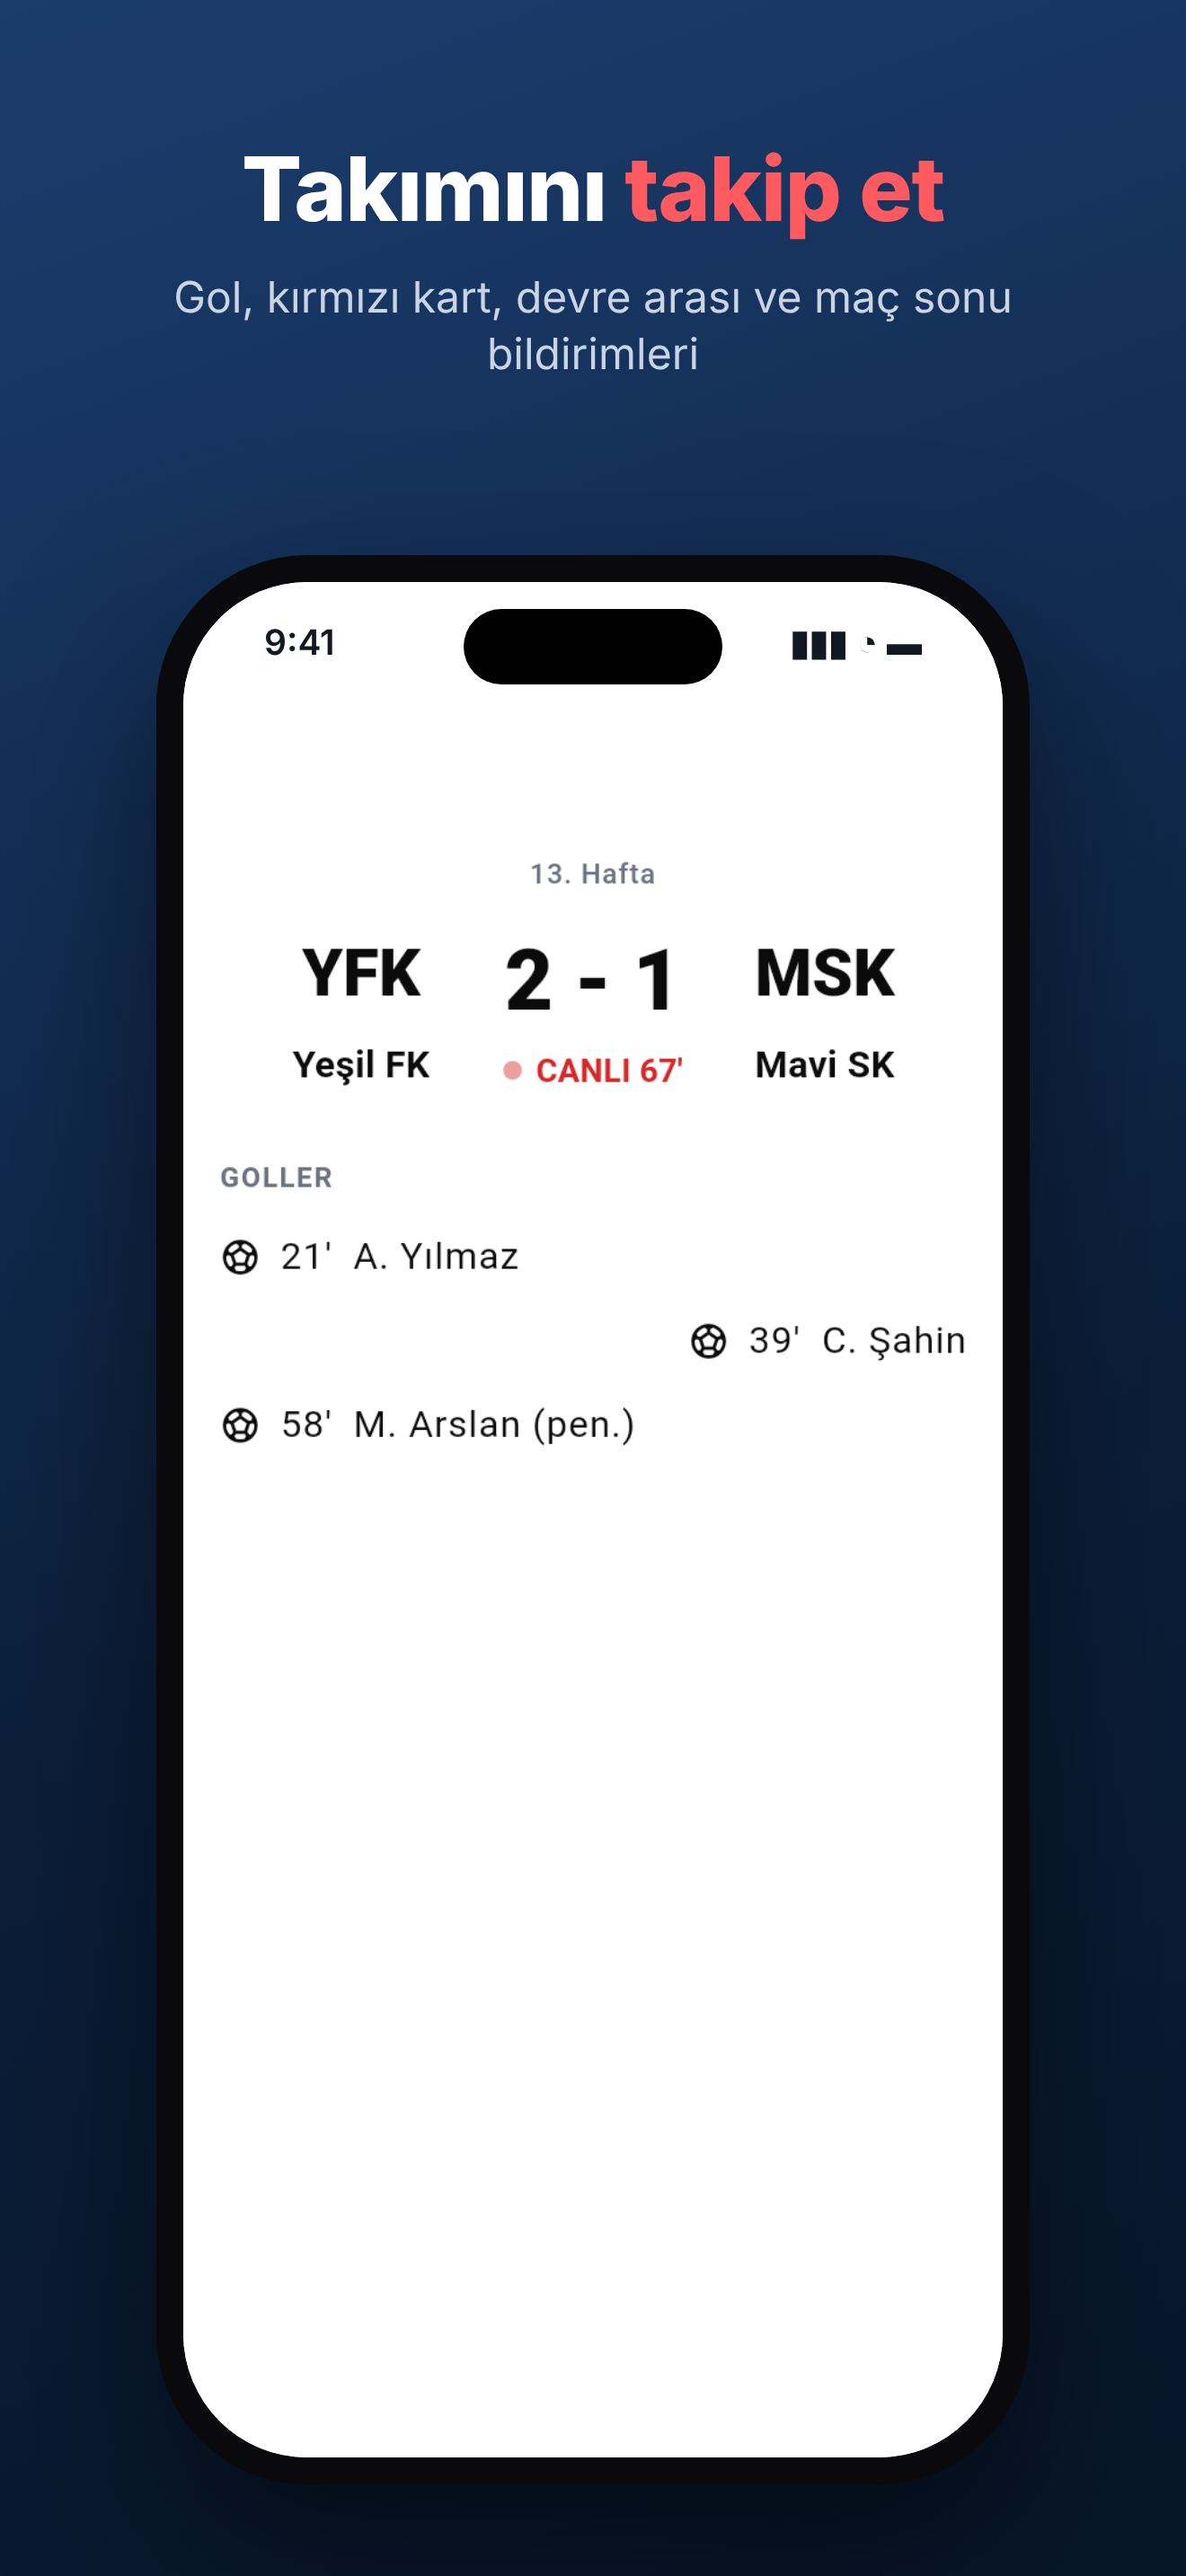 Takımını takip et
Gol, kırmızı kart, devre arası ve maç sonu
bildirimleri
9:41
13. Hafta
YFK 2 - 1 MSK
Yeşil FK CANLI 67' Mavi SK
GOLLER
21' A. Yılmaz
39' C. Şahin
58' M. Arslan (pen.)